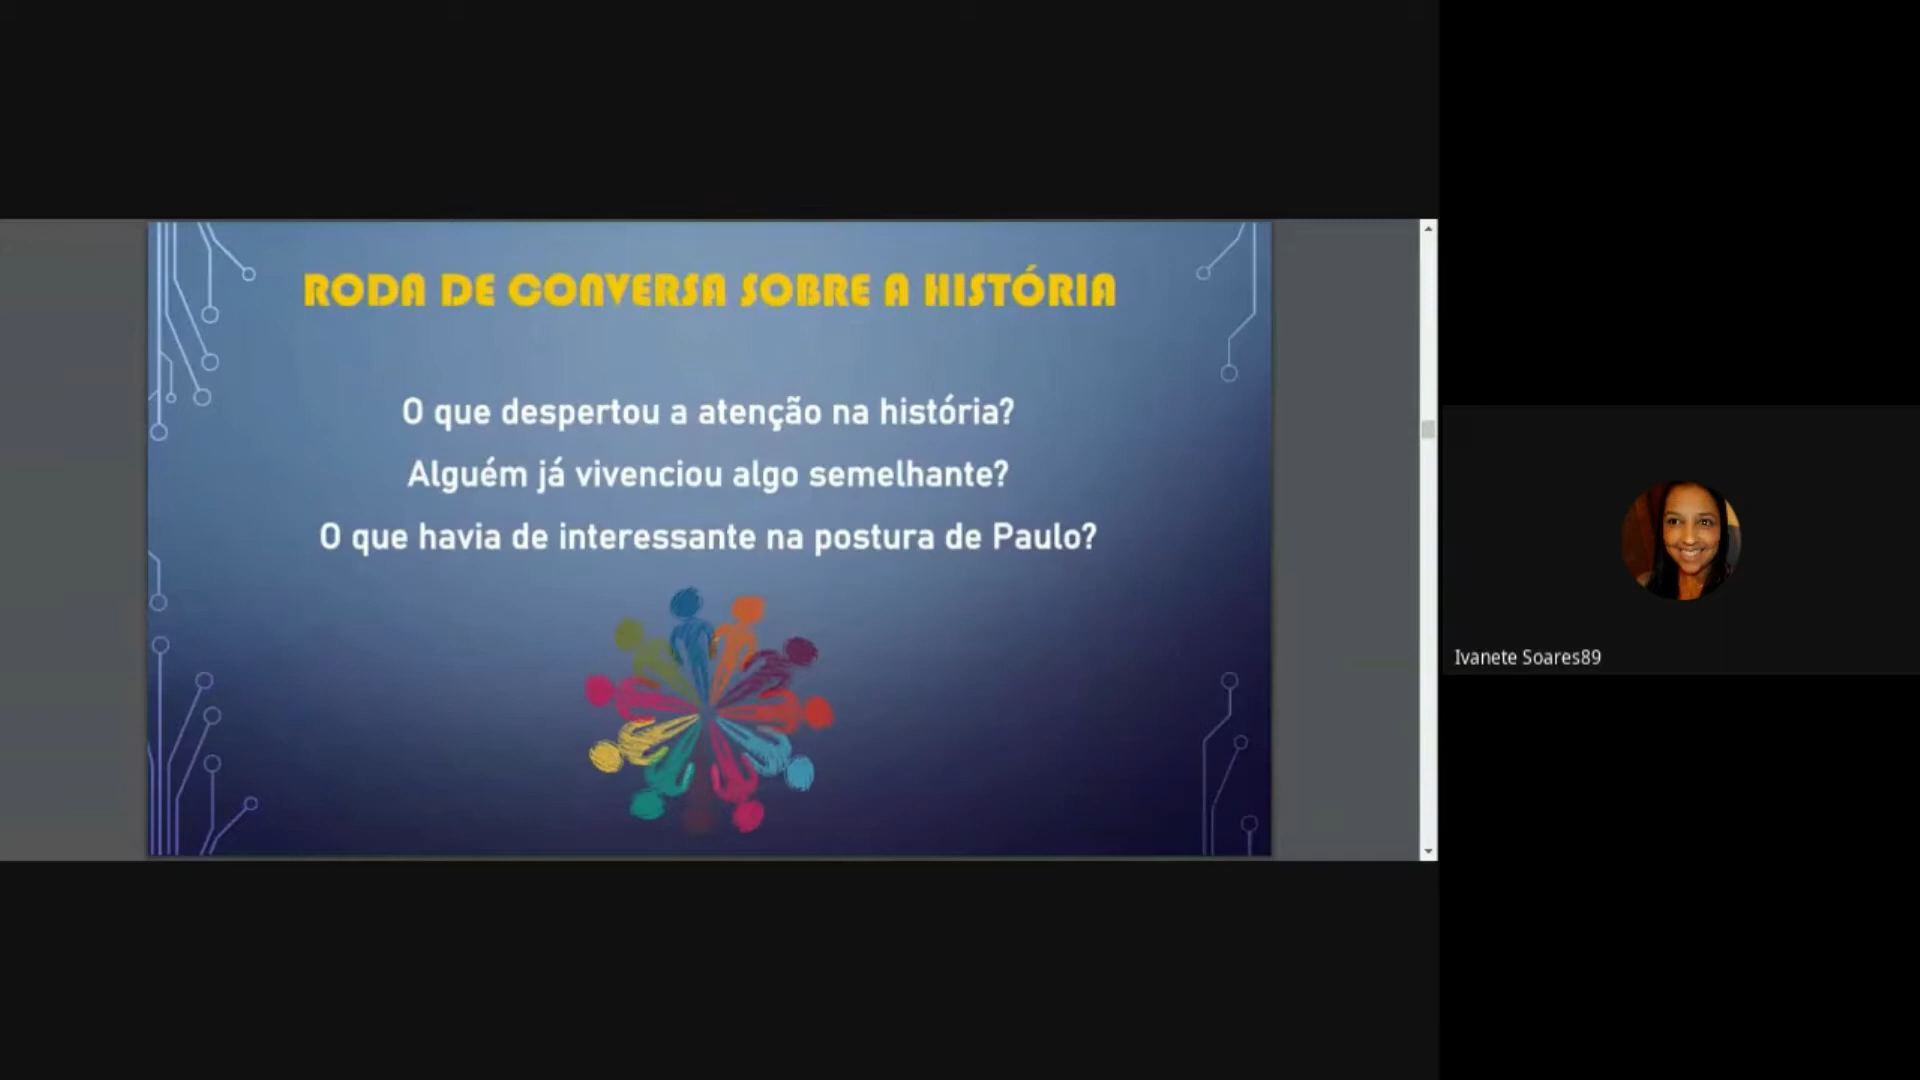 RODA DE CONVERSA SOBRE A HISTÓRIA
O que despertou a atenção na história?
Alguém já vivenciou algo semelhante?
O que havia de interessante na postura de Paulo?
Ivanete Soares89